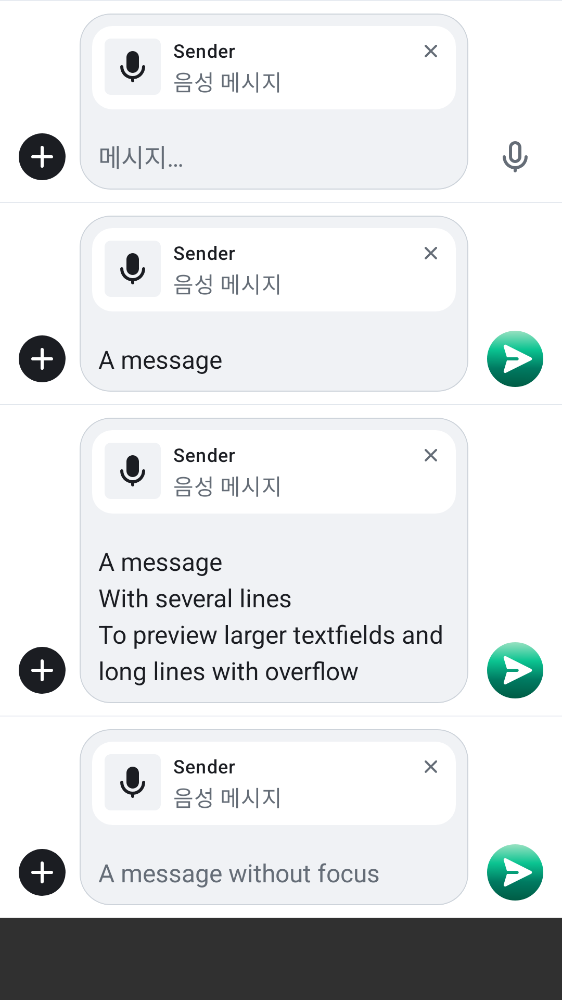 Sender
음성 메시지
메시지…
Sender
음성 메시지
A message
Sender
음성 메시지
A message
With several lines
To preview larger textfields and
long lines with overflow
Sender
음성 메시지
A message without focus